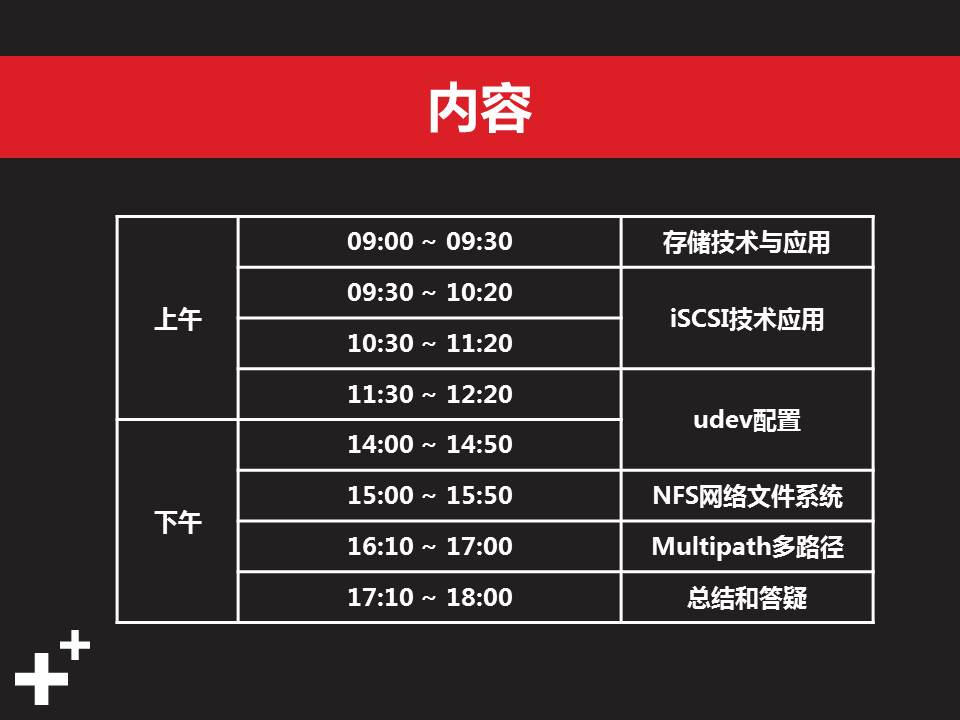 内容
上午
09:00 ~ 09:30
存储技术与应用
09:30 ~ 10:20
iSCSI技术应用
10:30 ~ 11:20
11:30 ~ 12:20
udev配置
下午
14:00 ~ 14:50
15:00 ~ 15:50
NFS网络文件系统
16:10 ~ 17:00
Multipath多路径
17:10 ~ 18:00
总结和答疑